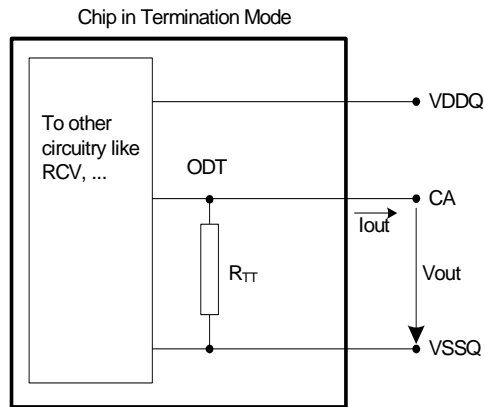 Chip in Termination Mode
VDDQ
To other
circuitry like
RCV, ...
ODT
CA
Iout
RTT
Vout
VSSQ